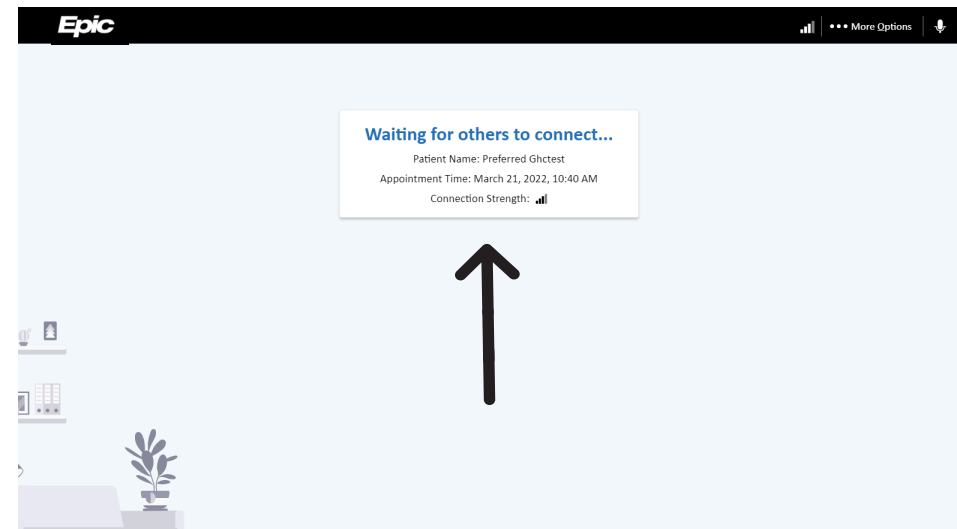 Epic
••• More Options
Waiting for others to connect...
Patient Name: Preferred Ghctest
Appointment Time: March 21, 2022, 10:40 AM
Connection Strength: